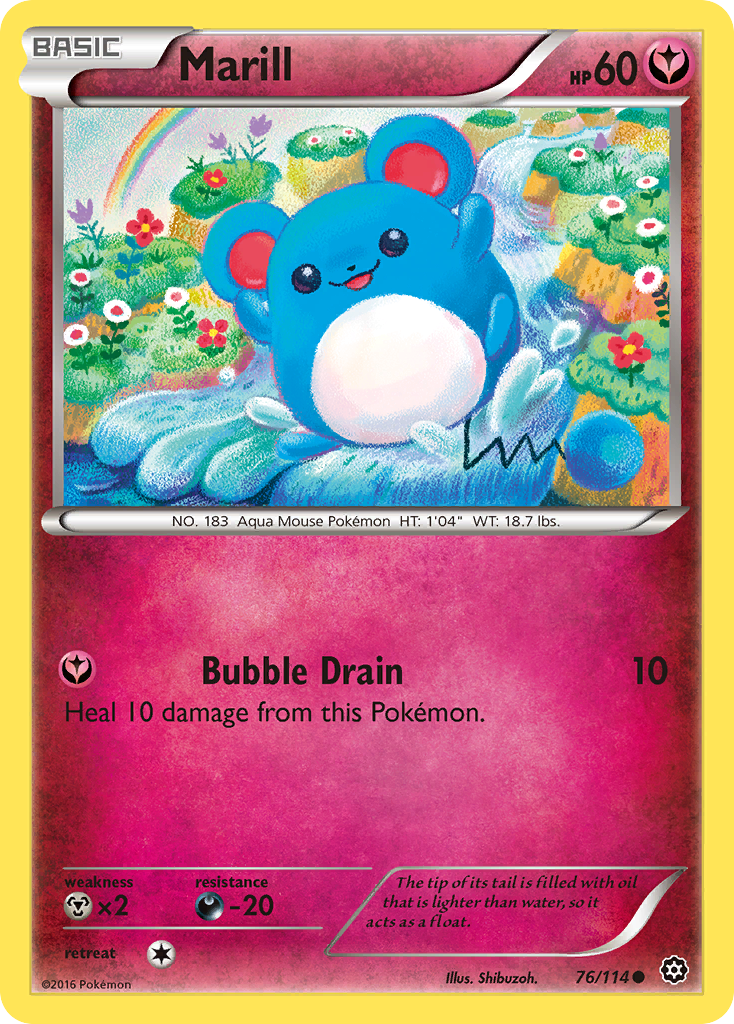 BASIC
Marill
HP60
NO. 183 Aqua Mouse Pokémon HT: 1'04" WT: 18.7 lbs.
Bubble Drain 10
Heal 10 damage from this Pokémon.
weakness resistance
×2 -20
retreat
The tip of its tail is filled with oil
that is lighter than water, so it
acts as a float.
©2016 Pokémon
Illus. Shibuzoh. 76/114